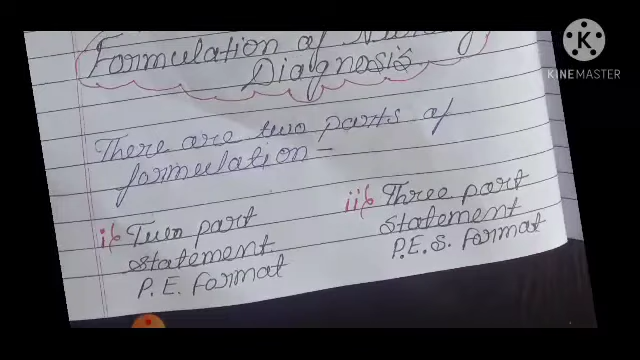 Formulation of Nursing
Diagnosis
There are two parts of
formulation -
i) Two part
statement
P.E. format
ii) Three part
statement
P.E.S. format
KINEMASTER